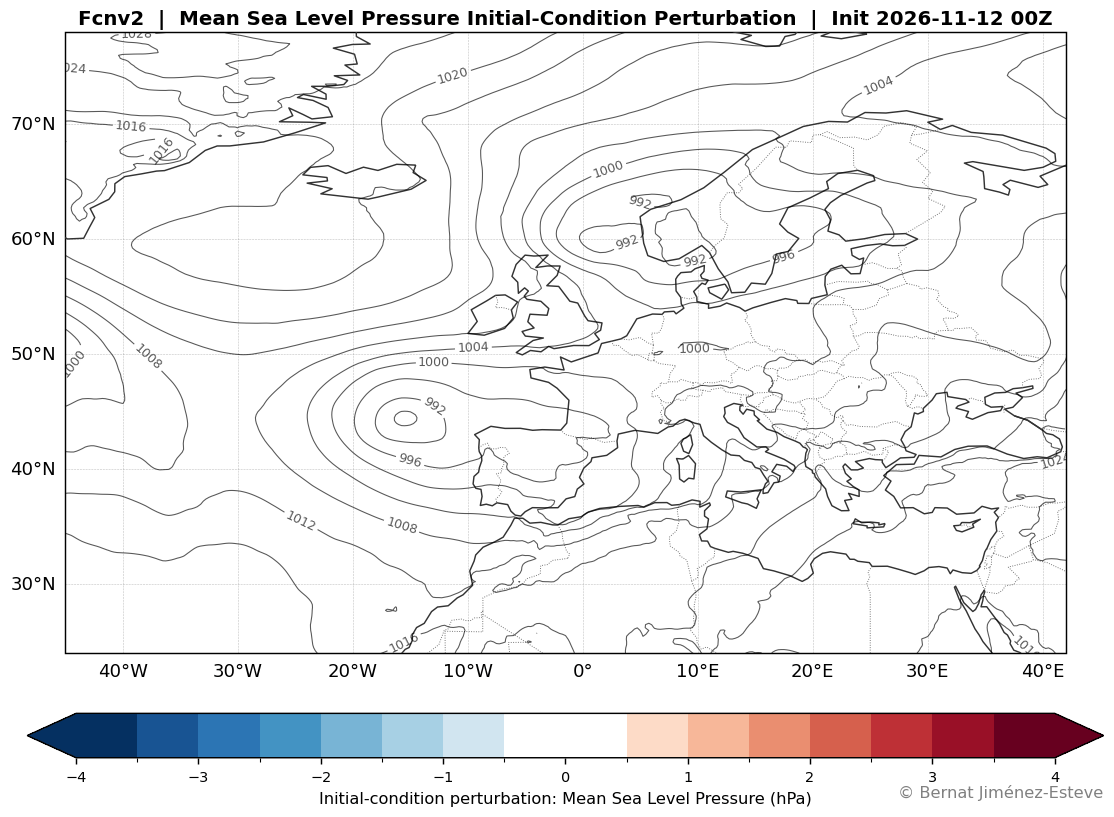 Fcnv2 | Mean Sea Level Pressure Initial-Condition Perturbation | Init 2026-11-12 00Z
1028
024
1020
1004
70°N
1016
1016
1000
992
60°N
992
992
996
1008
1000
50°N
1004
1000
1000
992
996
40°N
1024
1012
1008
30°N
1016
101
40°W 30°W 20°W 10°W 0° 10°E 20°E 30°E 40°E
−4 −3 −2 −1 0 1 2 3 4
Initial-condition perturbation: Mean Sea Level Pressure (hPa)
© Bernat Jiménez-Esteve